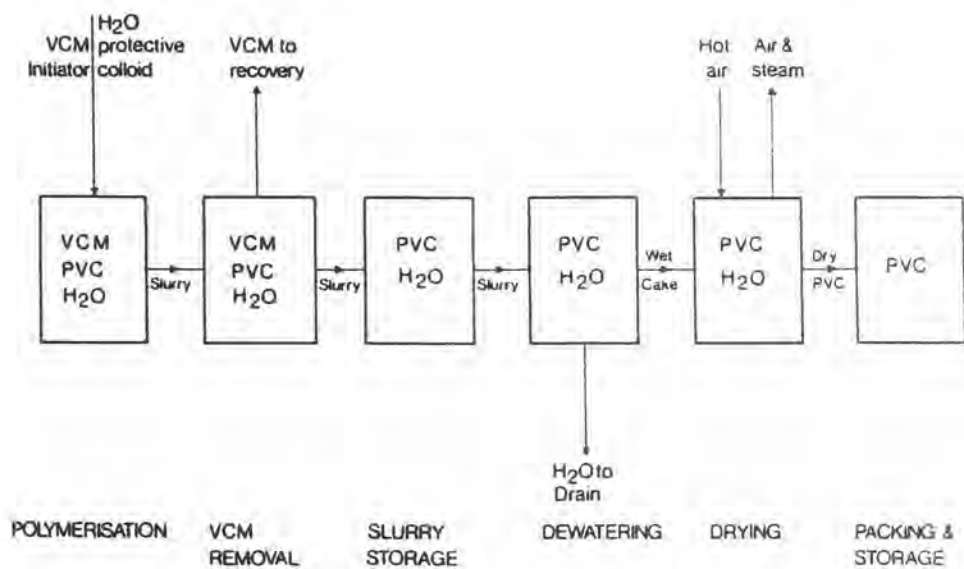 VCM
Initiator
H₂O
protective
colloid
VCM to
recovery
Hot
air
Air &
steam
VCM
PVC
H₂O
Slurry
VCM
PVC
H₂O
Slurry
PVC
H₂O
Slurry
PVC
H₂O
Wet
Cake
PVC
H₂O
Dry
PVC
PVC
H₂O to
Drain
POLYMERISATION
VCM
REMOVAL
SLURRY
STORAGE
DEWATERING
DRYING
PACKING &
STORAGE